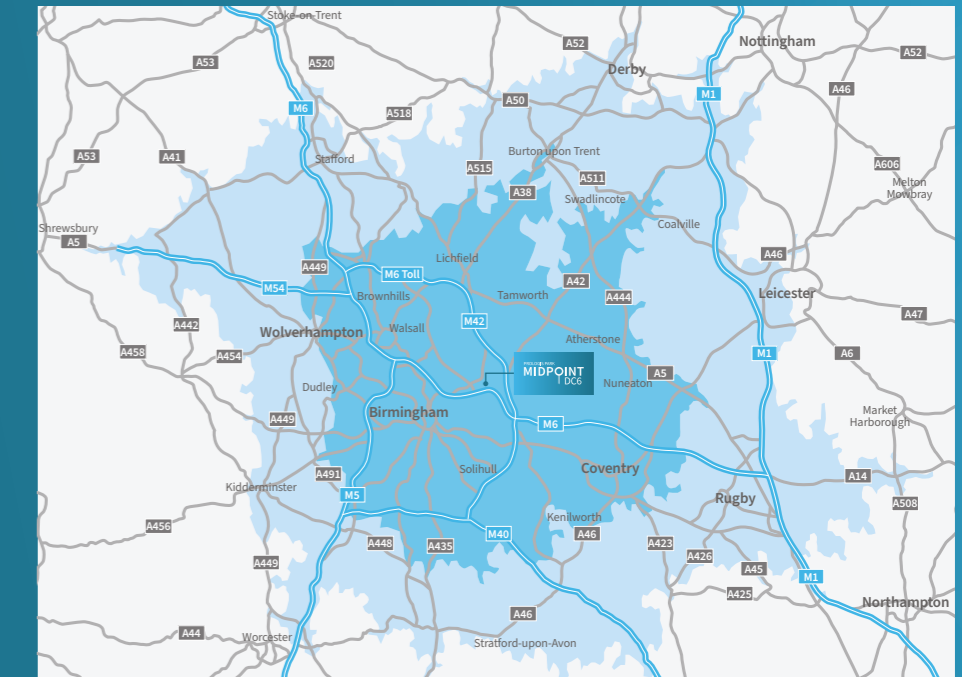 Stoke-on-Trent
A53
A520
A52
Nottingham
A52
Derby
M6
A50
M1
A46
A518
A53
A41
Stafford
Burton upon Trent
A515
A511
A606
A38
Swadlincote
Melton
Mowbray
Shrewsbury
A5
Coalville
Lichfield
A46
A449
M6 Toll
A42
M54
Brownhills
Tamworth
A444
Leicester
A442
Wolverhampton
Walsall
M42
A47
A458
A454
Atherstone
M1
A6
PROLOGIS PARK
MIDPOINT
DC6
A5
Dudley
Nuneaton
A449
Birmingham
M6
Market
Harborough
A491
Solihull
Coventry
A14
Kidderminster
M5
Rugby
A508
A456
Kenilworth
A448
A435
M40
A46
A423
A426
A449
A45
M1
A425
A46
Northampton
A44
Worcester
Stratford-upon-Avon